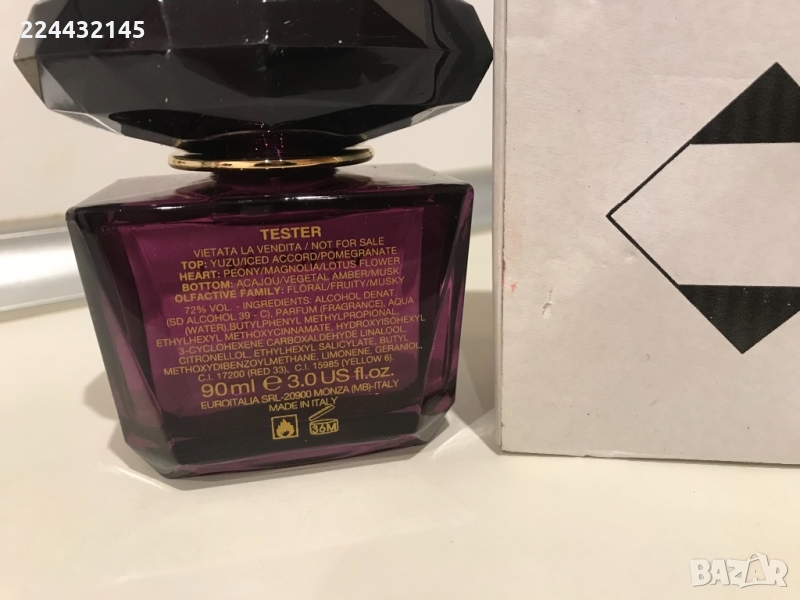 224432145
TESTER
VIETATA LA VENDITA / NOT FOR SALE
TOP: YUZU/ICED ACCORD/POMEGRANATE
HEART: PEONY/MAGNOLIA/LOTUS FLOWER
BOTTOM: ACAJOU/VEGETAL AMBER/MUSK
OLFACTIVE FAMILY: FLORAL/FRUITY/MUSKY
72% VOL. - INGREDIENTS: ALCOHOL DENAT
(SD ALCOHOL 39 - C), PARFUM (FRAGRANCE), AQUA
(WATER),BUTYLPHENYL METHYLPROPIONAL,
ETHYLHEXYL METHOXYCINNAMATE, HYDROXYISOHEXYL
3-CYCLOHEXENE CARBOXALDEHYDE LINALOOL,
CITRONELLOL, ETHYLHEXYL SALICYLATE, BUTYL
METHOXYDIBENZOYLMETHANE, LIMONENE, GERANIOL,
C.I. 17200 (RED 33), C.I. 15985 (YELLOW 6).
90ml e 3.0 US fl.oz.
EUROITALIA SRL-20900 MONZA (MB)-ITALY
MADE IN ITALY
36M
BAZAR